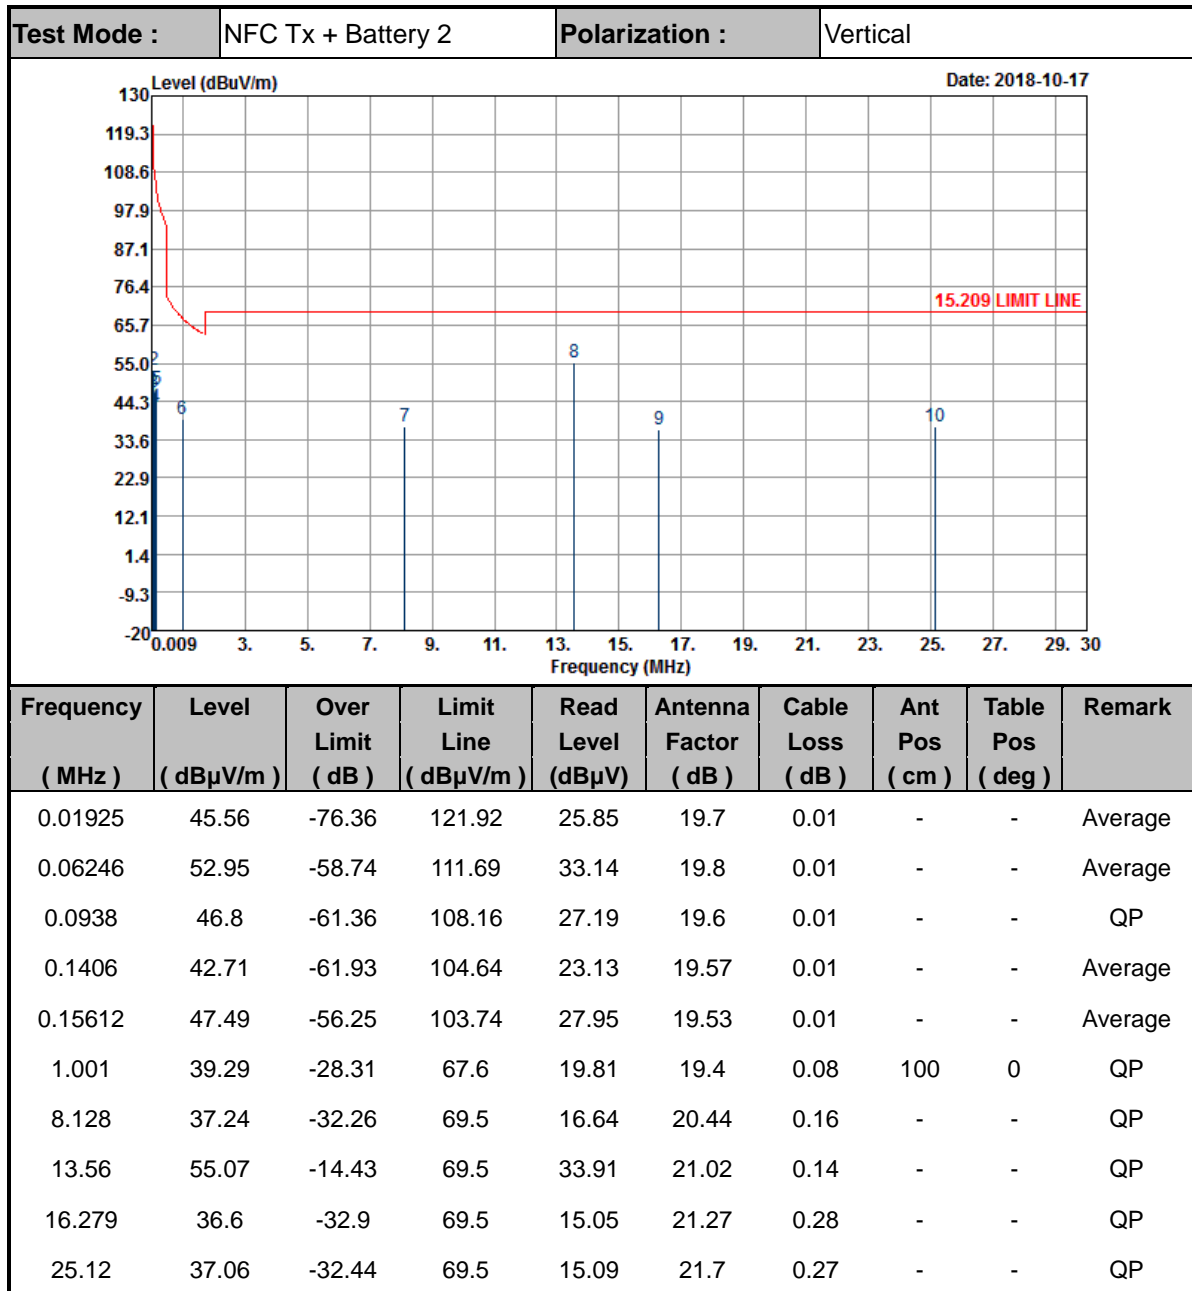 Test Mode : NFC Tx + Battery 2 Polarization : Vertical
Level (dBuV/m) Date: 2018-10-17
130
119.3
108.6
97.9
87.1
76.4
15.209 LIMIT LINE
65.7
55.0
44.3
33.6
22.9
12.1
1.4
-9.3
-20
2
5
6
7
8
9
10
0.009 3. 5. 7. 9. 11. 13. 15. 17. 19. 21. 23. 25. 27. 29. 30
Frequency (MHz)
Frequency Level Over Limit Read Antenna Cable Ant Table Remark
Limit Line Level Factor Loss Pos Pos
( MHz ) ( dBµV/m ) ( dB ) ( dBµV/m ) (dBµV) ( dB ) ( dB ) ( cm ) ( deg )
0.01925 45.56 -76.36 121.92 25.85 19.7 0.01 - - Average
0.06246 52.95 -58.74 111.69 33.14 19.8 0.01 - - Average
0.0938 46.8 -61.36 108.16 27.19 19.6 0.01 - - QP
0.1406 42.71 -61.93 104.64 23.13 19.57 0.01 - - Average
0.15612 47.49 -56.25 103.74 27.95 19.53 0.01 - - Average
1.001 39.29 -28.31 67.6 19.81 19.4 0.08 100 0 QP
8.128 37.24 -32.26 69.5 16.64 20.44 0.16 - - QP
13.56 55.07 -14.43 69.5 33.91 21.02 0.14 - - QP
16.279 36.6 -32.9 69.5 15.05 21.27 0.28 - - QP
25.12 37.06 -32.44 69.5 15.09 21.7 0.27 - - QP